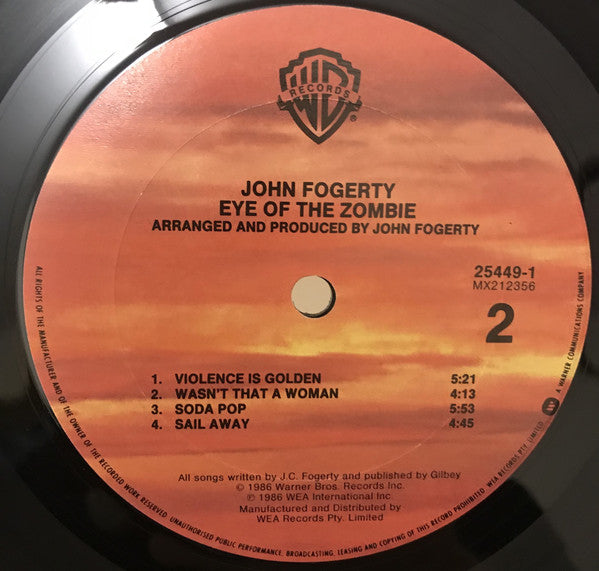 WB
RECORDS
®
JOHN FOGERTY
EYE OF THE ZOMBIE
ARRANGED AND PRODUCED BY JOHN FOGERTY
25449-1
MX212356
2
1. VIOLENCE IS GOLDEN 5:21
2. WASN'T THAT A WOMAN 4:13
3. SODA POP 5:53
4. SAIL AWAY 4:45
All songs written by J.C. Fogerty and published by Gilbey
© 1986 Warner Bros. Records Inc.
℗ 1986 WEA International Inc.
Manufactured and Distributed by
WEA Records Pty. Limited
ALL RIGHTS OF THE MANUFACTURER AND OF THE OWNER OF THE RECORDED WORK RESERVED. UNAUTHORISED PUBLIC PERFORMANCE, BROADCASTING, LEASING AND COPYING OF THIS RECORD PROHIBITED. WEA RECORDS PTY. LIMITED
A WARNER COMMUNICATIONS COMPANY